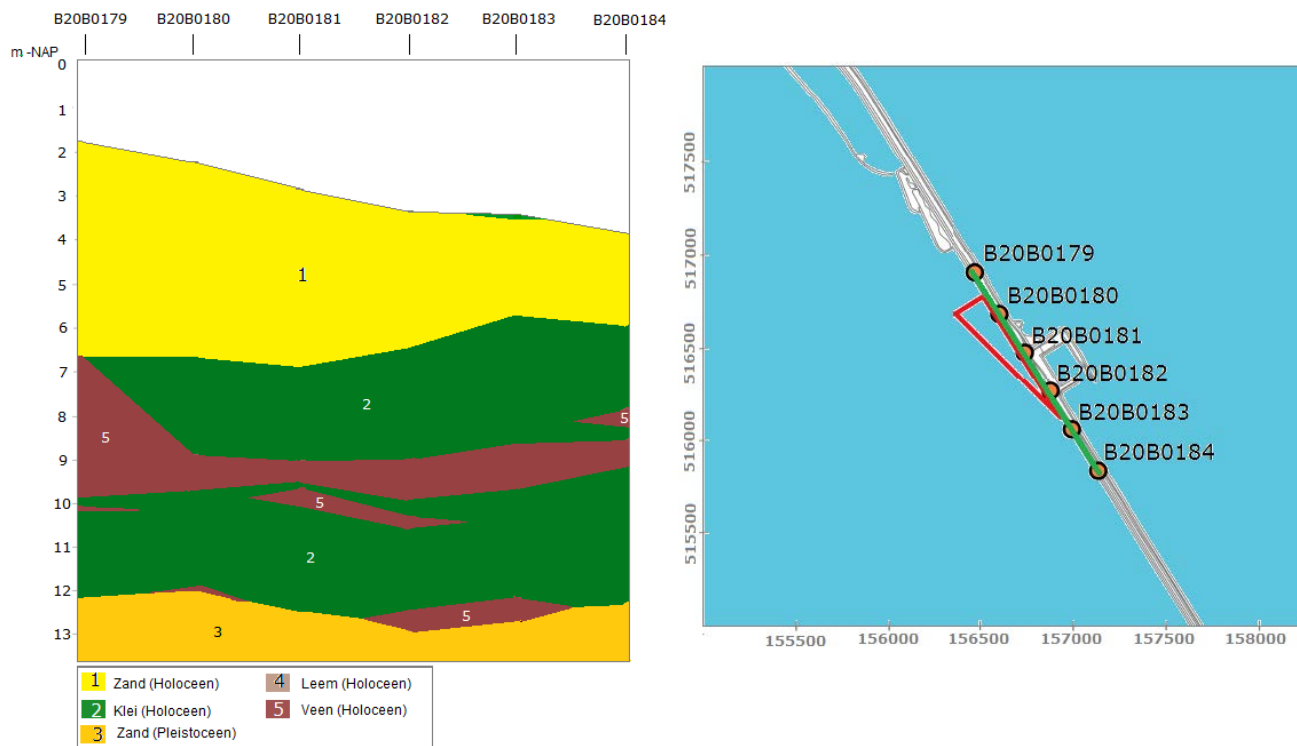 B20B0179 B20B0180 B20B0181 B20B0182 B20B0183 B20B0184
m -NAP
0
1
2
3
4
5
6
7
8
9
10
11
12
13
1
2
5
5
5
2
5
3
1 Zand (Holoceen)
4 Leem (Holoceen)
2 Klei (Holoceen)
5 Veen (Holoceen)
3 Zand (Pleistoceen)
517500
517000
516500
516000
515500
B20B0179
B20B0180
B20B0181
B20B0182
B20B0183
B20B0184
155500 156000 156500 157000 157500 158000